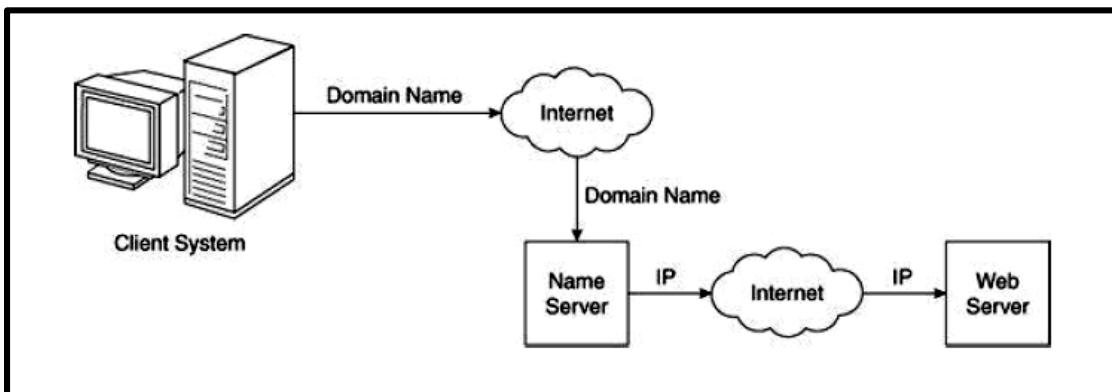 Domain Name
Internet
Client System
Domain Name
Name
Server
IP
Internet
IP
Web
Server